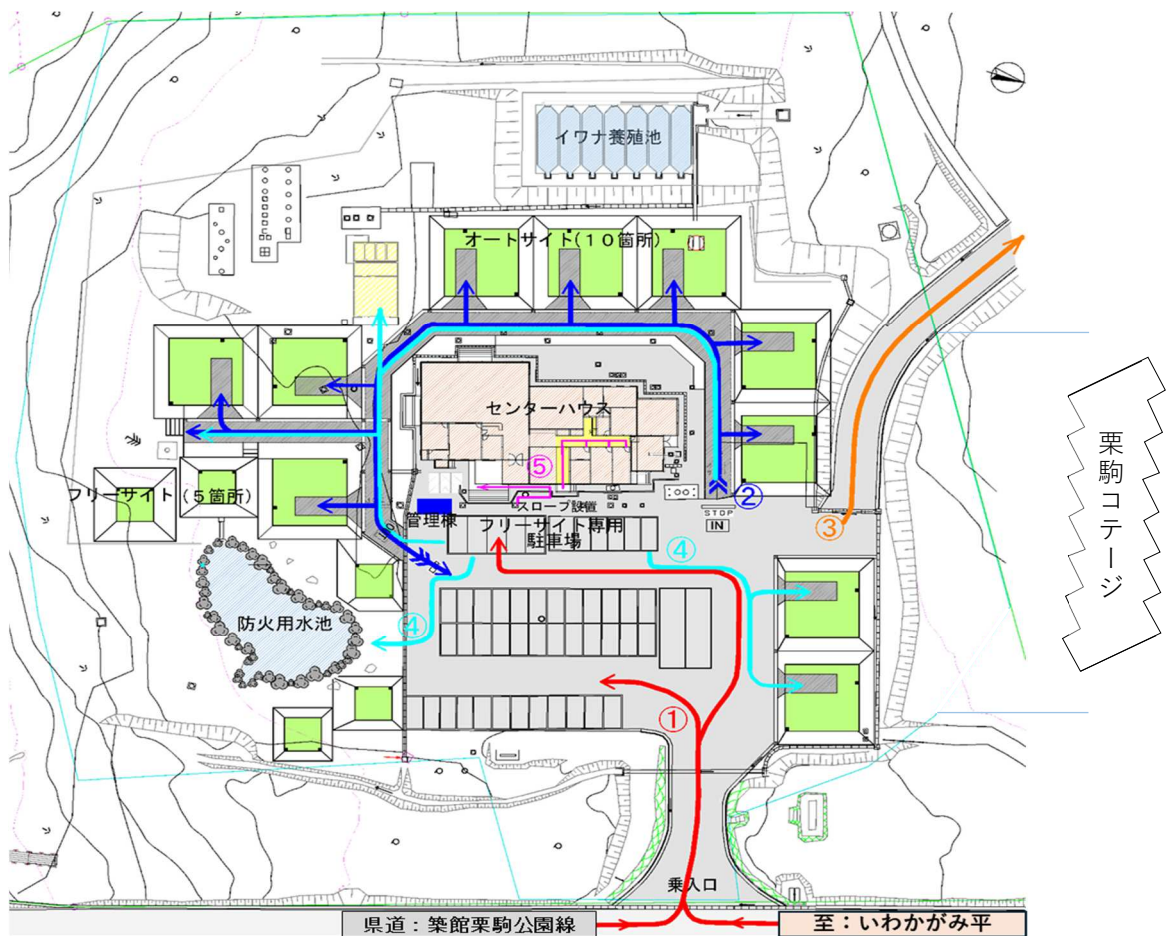 イワナ養殖池
オートサイト(10箇所)
センターハウス
⑤
フリーサイト(5箇所)
管理棟
スロープ設置
フリーサイト専用
駐車場
②
STOP
IN
③
④
④
防火用水池
①
乗入口
県道:築館栗駒公園線
至:いわかがみ平
栗駒コテージ